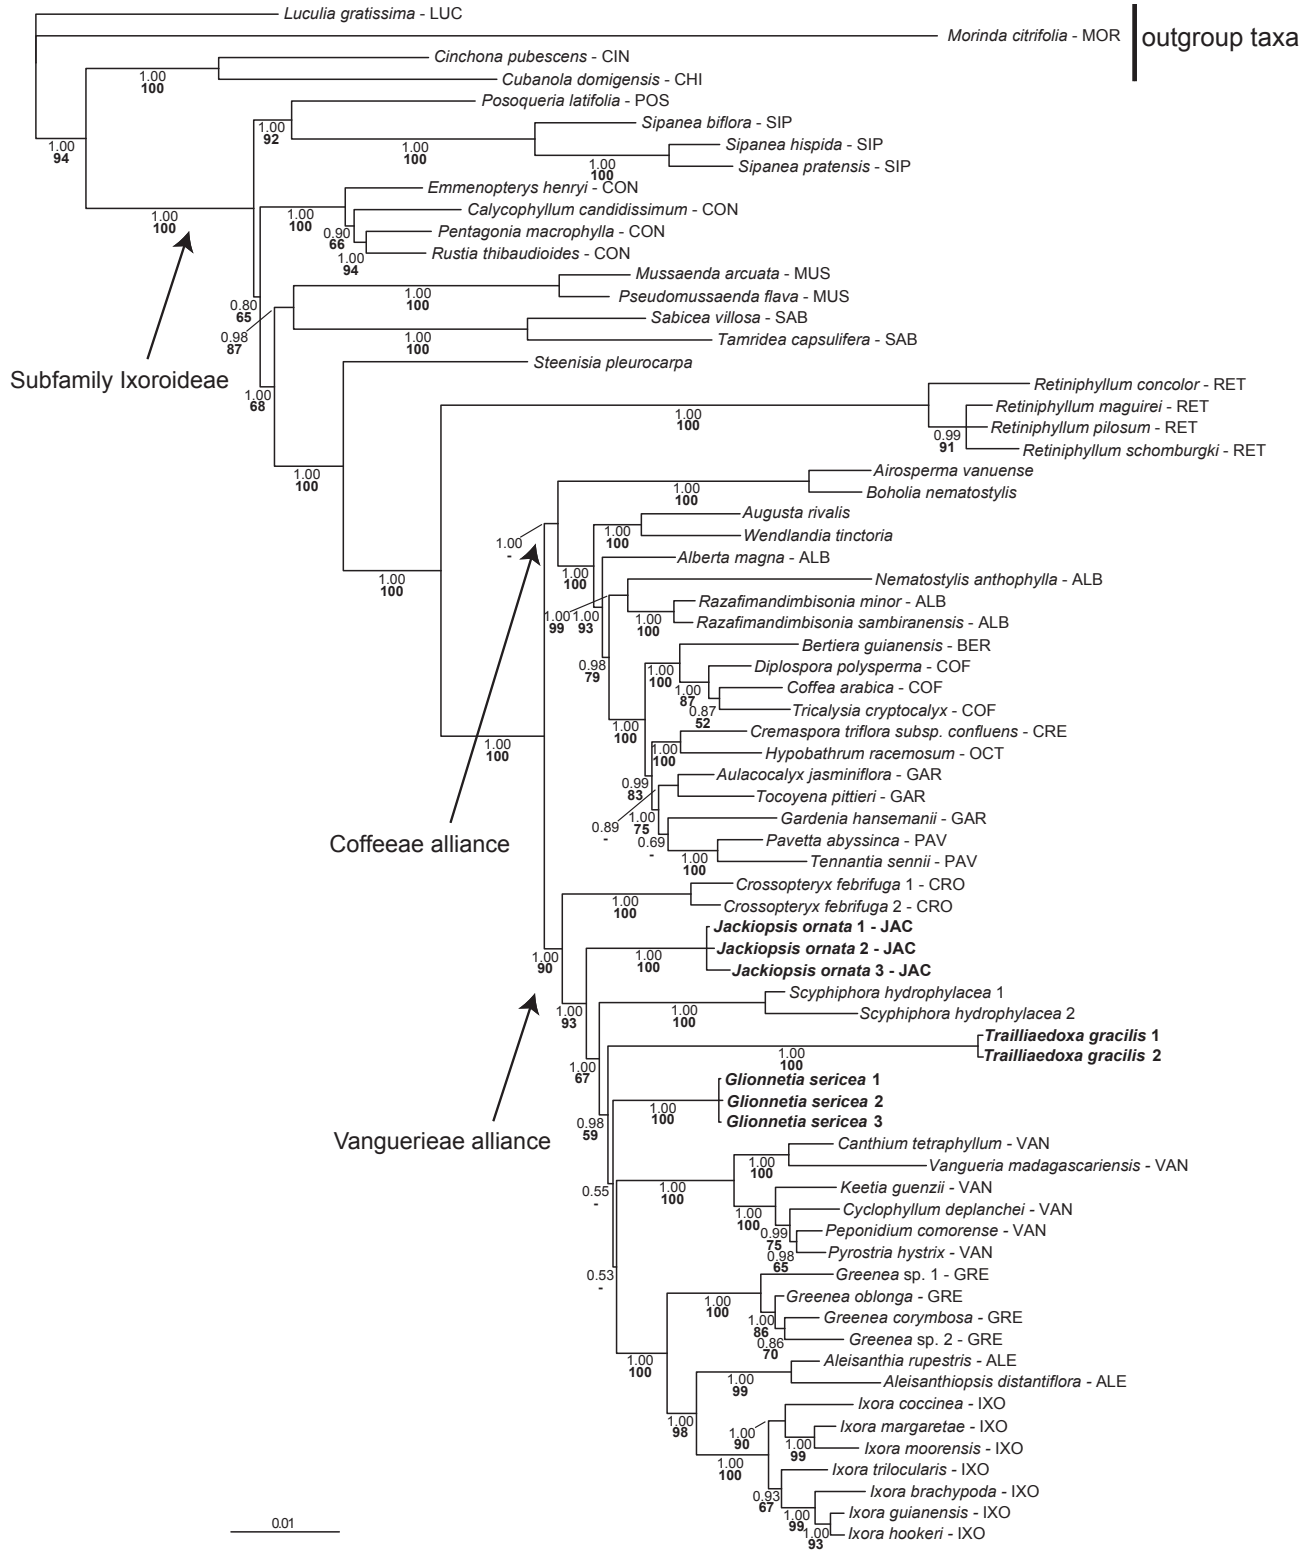 Luculia gratissima - LUC
Morinda citrifolia - MOR
outgroup taxa
Cinchona pubescens - CIN
1.00
100
Cubanola domigensis - CHI
Posoqueria latifolia - POS
1.00
92
Sipanea biflora - SIP
1.00
94
1.00
100
Sipanea hispida - SIP
1.00
100
Sipanea pratensis - SIP
Emmenopterys henryi - CON
1.00
100
1.00
100
Calycophyllum candidissimum - CON
0.90
66
Pentagonia macrophylla - CON
1.00
94
Rustia thibaudioides - CON
Mussaenda arcuata - MUS
1.00
100
Pseudomussaenda flava - MUS
0.80
65
Sabicea villosa - SAB
0.98
87
1.00
100
Tamridea capsulifera - SAB
Steenisia pleurocarpa
Subfamily Ixoroideae
1.00
68
Retiniphyllum concolor - RET
1.00
100
Retiniphyllum maguirei - RET
Retiniphyllum pilosum - RET
0.99
91
Retiniphyllum schomburgki - RET
1.00
100
Airosperma vanuense
1.00
100
Boholia nematostylis
Augusta rivalis
1.00
100
Wendlandia tinctoria
1.00
-
Alberta magna - ALB
1.00
100
1.00
100
Nematostylis anthophylla - ALB
Razafimandimbisonia minor - ALB
1.00
99
1.00
93
1.00
100
Razafimandimbisonia sambiranensis - ALB
Bertiera guianensis - BER
0.98
79
1.00
100
Diplospora polysperma - COF
1.00
87
Coffea arabica - COF
0.87
52
Tricalysia cryptocalyx - COF
1.00
100
Cremaspora triflora subsp. confluens - CRE
1.00
100
1.00
100
Hypobathrum racemosum - OCT
Aulacocalyx jasminiflora - GAR
0.99
83
Tocoyena pittieri - GAR
0.89
-
1.00
75
Gardenia hansemanii - GAR
0.69
-
Pavetta abyssinca - PAV
Coffeeae alliance
1.00
100
Tennantia sennii - PAV
Crossopteryx febrifuga 1 - CRO
1.00
100
Crossopteryx febrifuga 2 - CRO
Jackiopsis ornata 1 - JAC
Jackiopsis ornata 2 - JAC
1.00
90
1.00
100
Jackiopsis ornata 3 - JAC
Scyphiphora hydrophylacea 1
1.00
93
1.00
100
Scyphiphora hydrophylacea 2
Trailliaedoxa gracilis 1
1.00
100
Trailliaedoxa gracilis 2
1.00
67
Glionnetia sericea 1
Glionnetia sericea 2
1.00
100
Glionnetia sericea 3
0.98
59
Vanguerieae alliance
Canthium tetraphyllum - VAN
1.00
100
Vangueria madagascariensis - VAN
0.55
-
1.00
100
Keetia guenzii - VAN
1.00
100
Cyclophyllum deplanchei - VAN
0.99
75
Peponidium comorense - VAN
0.98
65
Pyrostria hystrix - VAN
0.53
-
Greenea sp. 1 - GRE
1.00
100
Greenea oblonga - GRE
1.00
86
Greenea corymbosa - GRE
0.86
70
Greenea sp. 2 - GRE
1.00
100
Aleisanthia rupestris - ALE
1.00
99
Aleisanthiopsis distantiflora - ALE
Ixora coccinea - IXO
1.00
98
1.00
90
Ixora margaretae - IXO
1.00
99
Ixora moorensis - IXO
1.00
100
Ixora trilocularis - IXO
0.93
67
Ixora brachypoda - IXO
1.00
99
Ixora guianensis - IXO
1.00
93
Ixora hookeri - IXO
0.01